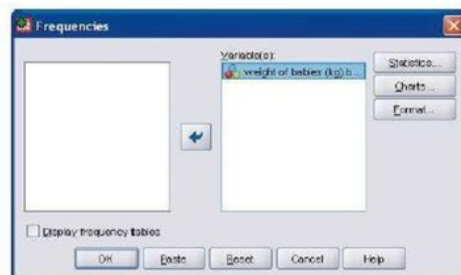 Frequencies
Variable(s):
weight of babies (kg) b...
Statistics...
Charts...
Format...
Display frequency tables
OK
Paste
Reset
Cancel
Help